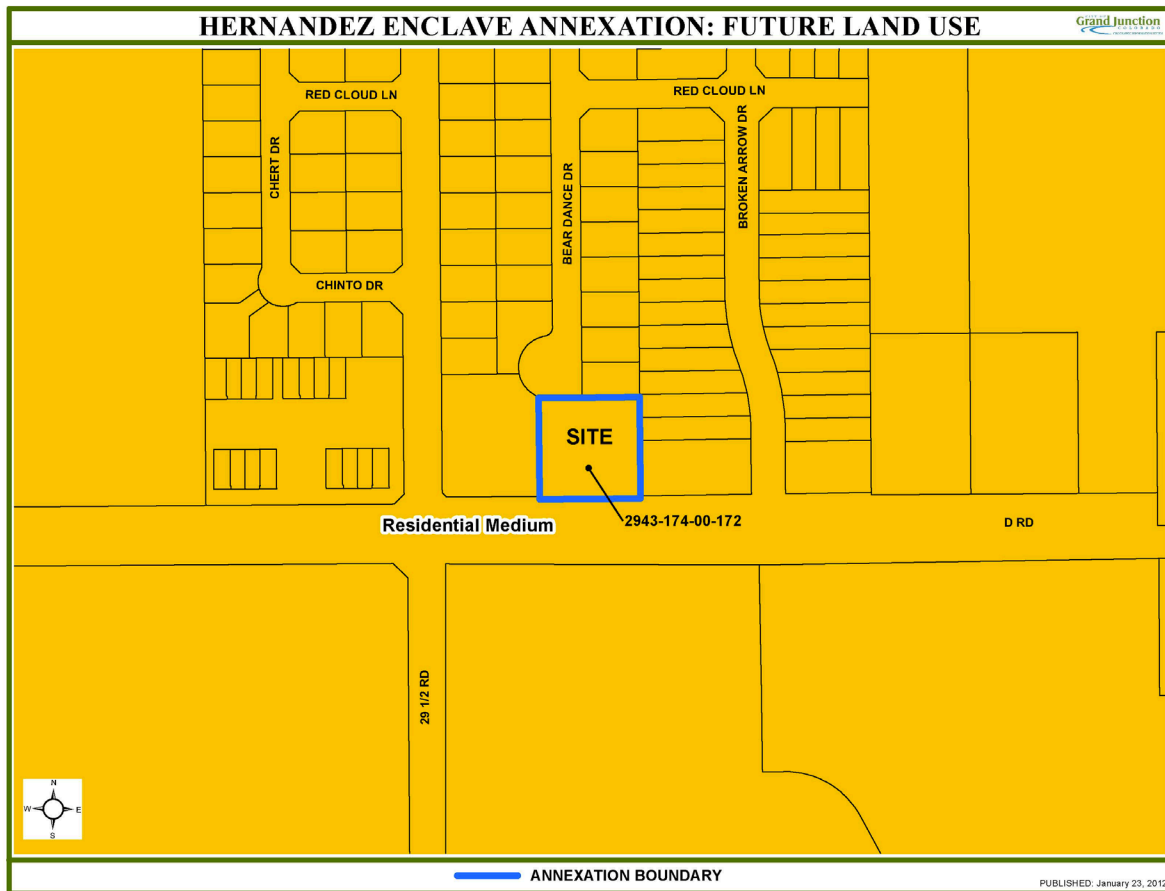 HERNANDEZ ENCLAVE ANNEXATION: FUTURE LAND USE
Grand Junction
COLORADO
RED CLOUD LN
RED CLOUD LN
CHERT DR
BEAR DANCE DR
BROKEN ARROW DR
CHINTO DR
SITE
Residential Medium
2943-174-00-172
D RD
29 1/2 RD
N
W
E
S
ANNEXATION BOUNDARY
PUBLISHED: January 23, 2012